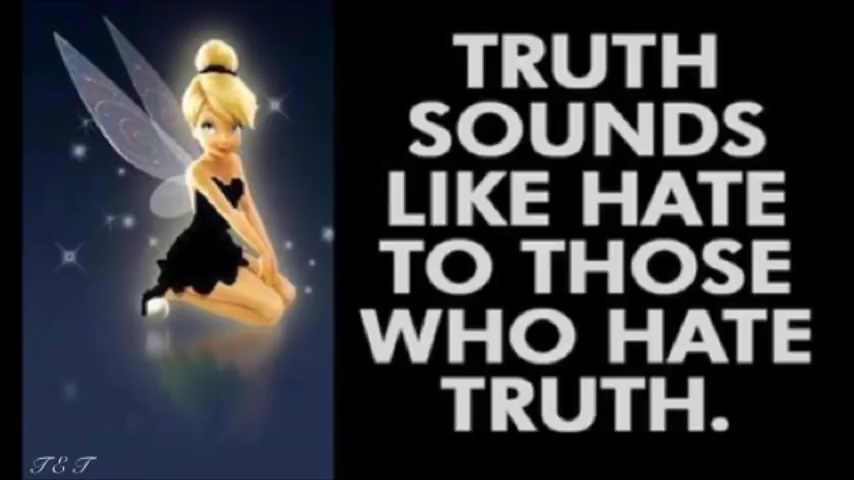 TRUTH
SOUNDS
LIKE HATE
TO THOSE
WHO HATE
TRUTH.
T&T